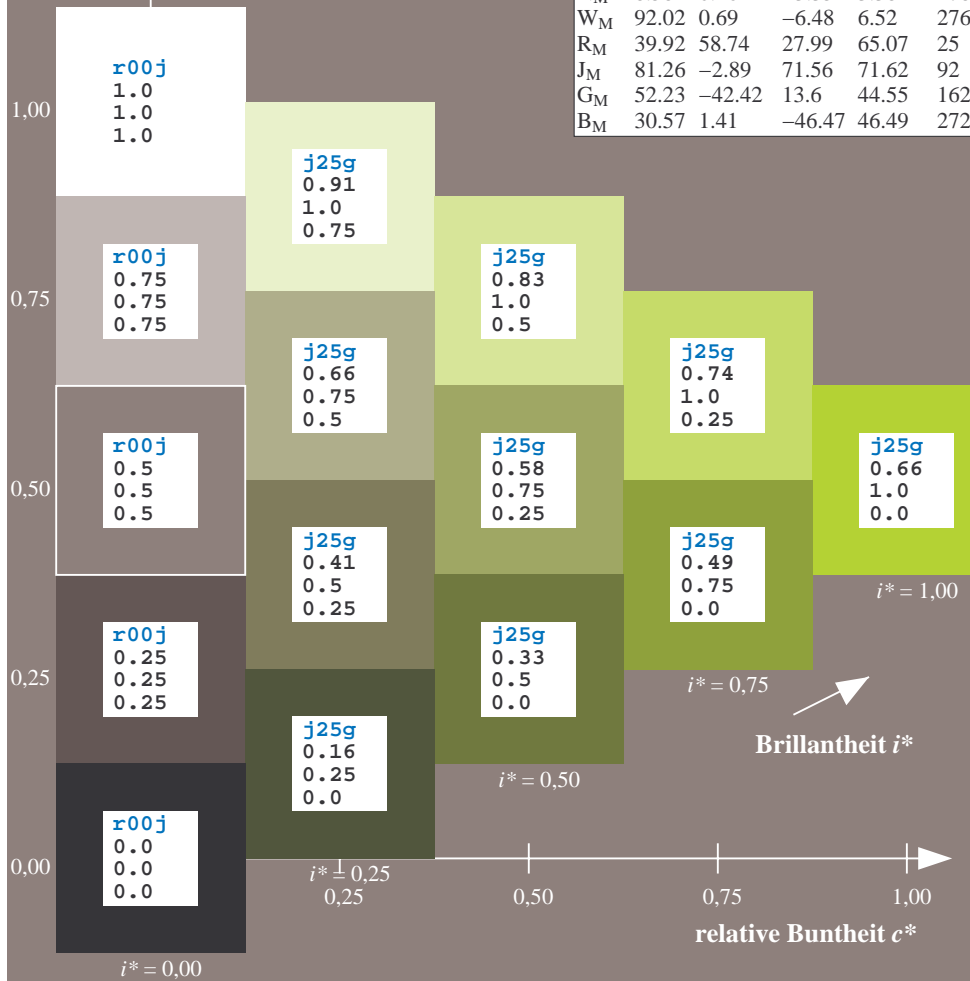 W_M 92.02 0.69 −6.48 6.52 276
R_M 39.92 58.74 27.99 65.07 25
J_M 81.26 −2.89 71.56 71.62 92
G_M 52.23 −42.42 13.6 44.55 162
B_M 30.57 1.41 −46.47 46.49 272
1,00
r00j
1.0
1.0
1.0
j25g
0.91
1.0
0.75
0,75
r00j
0.75
0.75
0.75
j25g
0.83
1.0
0.5
j25g
0.66
0.75
0.5
j25g
0.74
1.0
0.25
0,50
r00j
0.5
0.5
0.5
j25g
0.58
0.75
0.25
j25g
0.66
1.0
0.0
i* = 1,00
j25g
0.41
0.5
0.25
j25g
0.49
0.75
0.0
i* = 0,75
0,25
r00j
0.25
0.25
0.25
j25g
0.33
0.5
0.0
i* = 0,50
Brillantheit i*
j25g
0.16
0.25
0.0
i* = 0,25
0,00
r00j
0.0
0.0
0.0
i* = 0,00
0,25 0,50 0,75 1,00
relative Buntheit c*